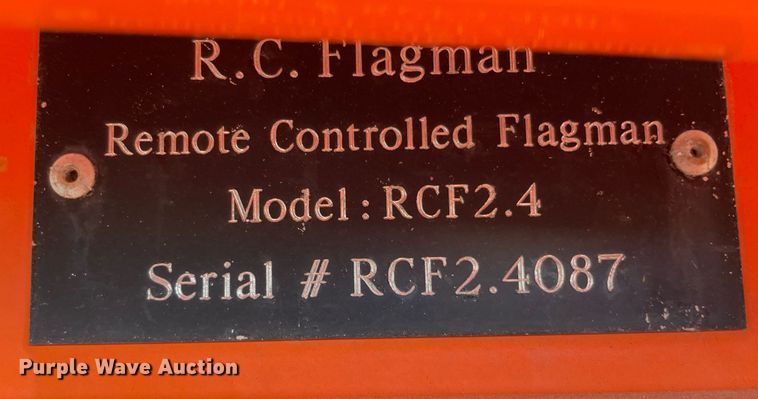 R.C. Flagman
Remote Controlled Flagman
Model: RCF2.4
Serial # RCF2.4087
Purple Wave Auction